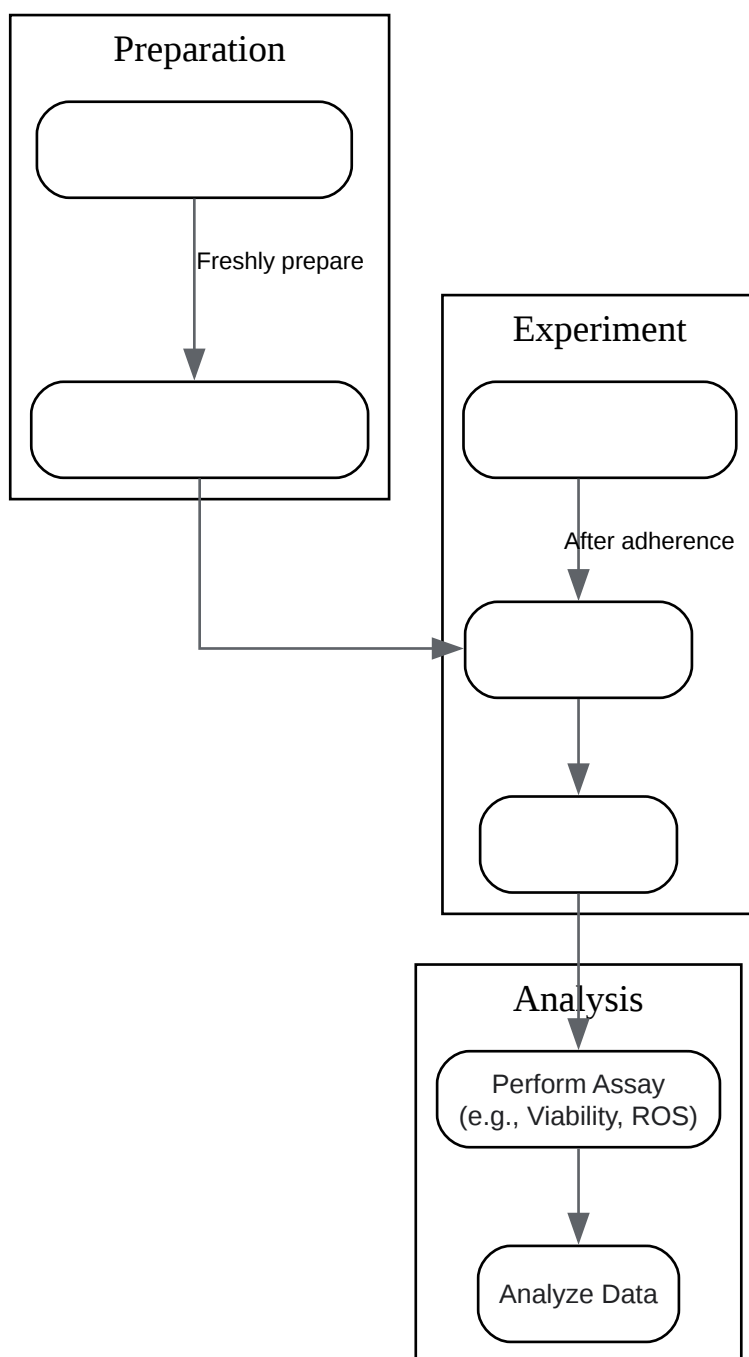 Preparation
Freshly prepare
Experiment
After adherence
Analysis
Perform Assay
(e.g., Viability, ROS)
Analyze Data